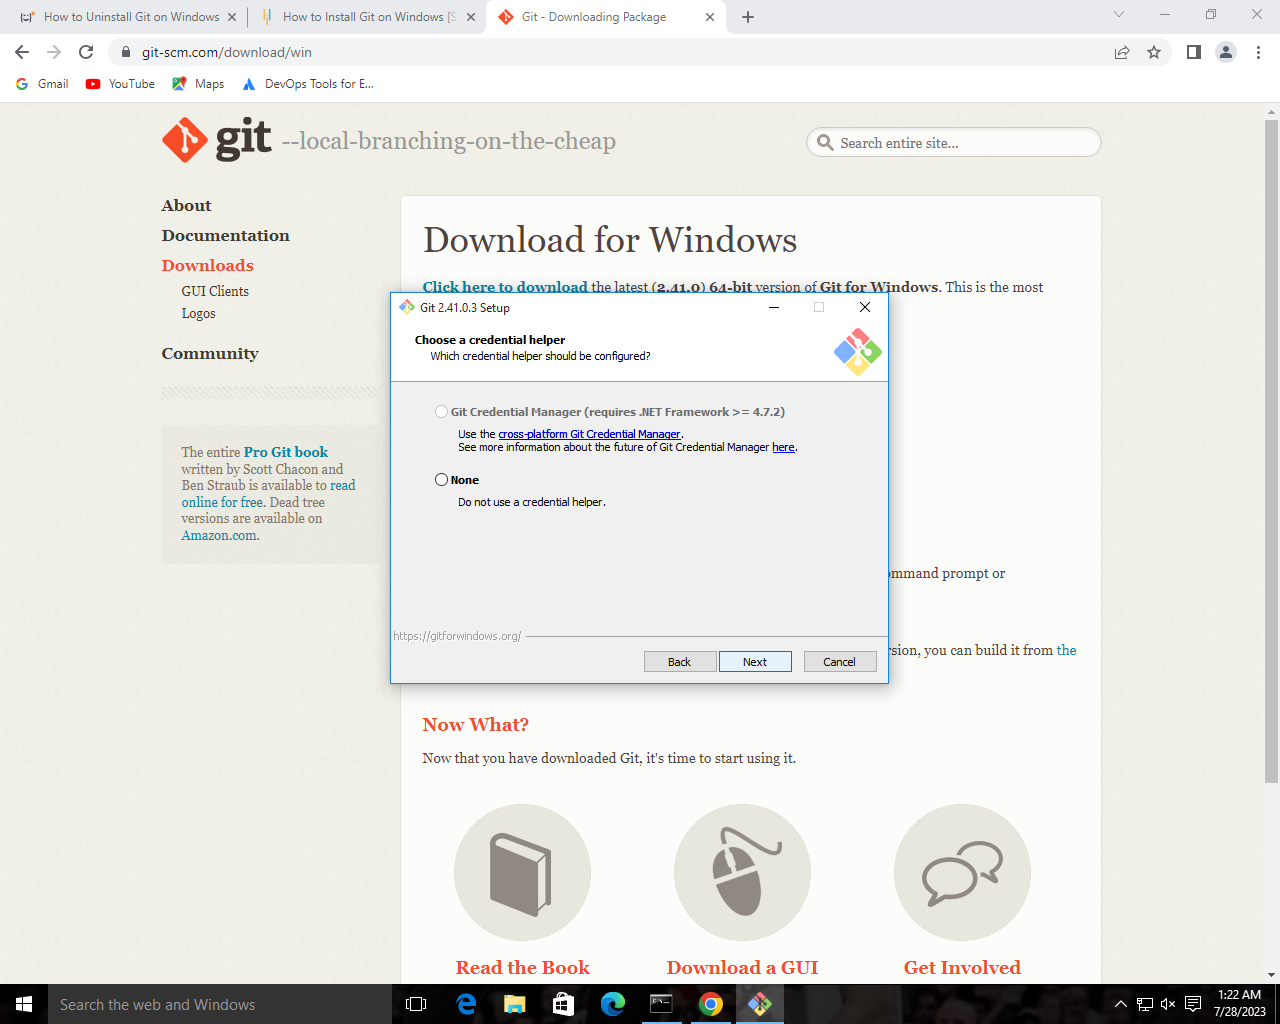 How to Uninstall Git on Windows
How to Install Git on Windows [S
Git - Downloading Package
git-scm.com/download/win
Gmail
YouTube
Maps
DevOps Tools for E...
git --local-branching-on-the-cheap
Search entire site...
About
Documentation
Downloads
GUI Clients
Logos
Community
The entire Pro Git book
written by Scott Chacon and
Ben Straub is available to read
online for free. Dead tree
versions are available on
Amazon.com.
Download for Windows
Click here to download the latest (2.41.0) 64-bit version of Git for Windows. This is the most
Git 2.41.0.3 Setup
Choose a credential helper
Which credential helper should be configured?
Git Credential Manager (requires .NET Framework >= 4.7.2)
Use the cross-platform Git Credential Manager.
See more information about the future of Git Credential Manager here.
None
Do not use a credential helper.
https://gitforwindows.org/
Back
Next
Cancel
ommand prompt or
rsion, you can build it from the
Now What?
Now that you have downloaded Git, it's time to start using it.
Read the Book
Download a GUI
Get Involved
Search the web and Windows
1:22 AM
7/28/2023